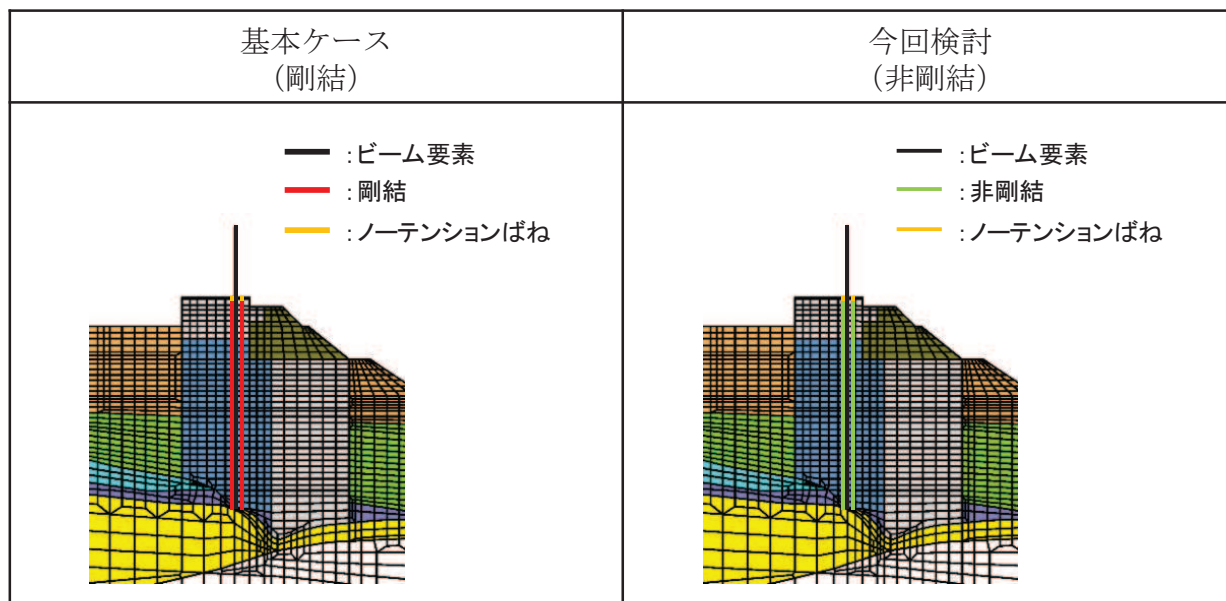 基本ケース
(剛結)
今回検討
(非剛結)
:ビーム要素
:剛結
:ノーテンションばね
:ビーム要素
:非剛結
:ノーテンションばね